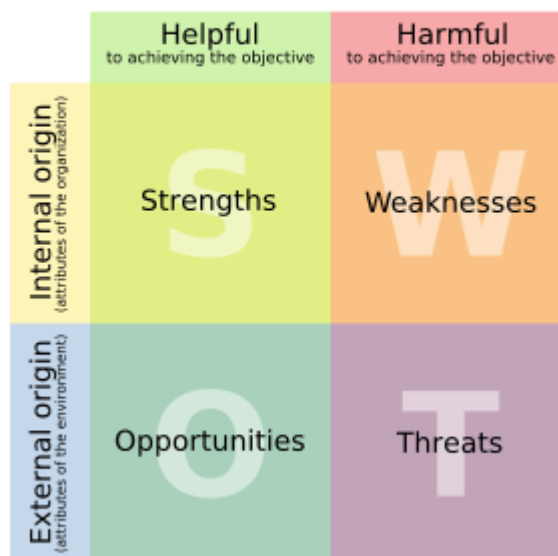 Helpful
to achieving the objective
Harmful
to achieving the objective
Internal origin
(attributes of the organization)
S
Strengths
W
Weaknesses
External origin
(attributes of the environment)
O
Opportunities
T
Threats